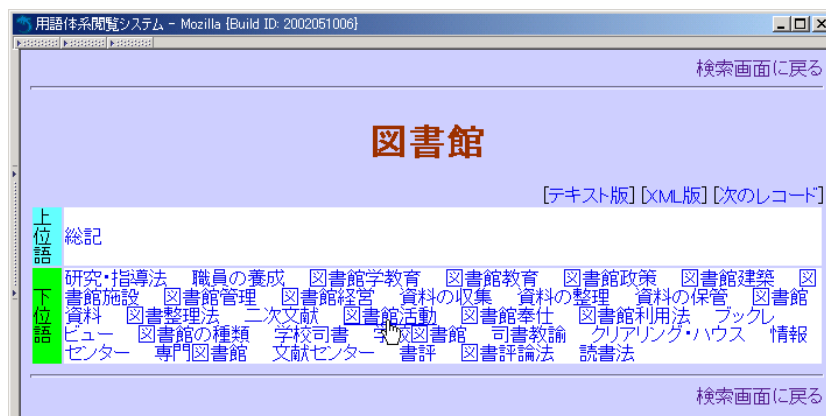 用語体系閲覧システム - Mozilla {Build ID: 2002051006}
検索画面に戻る
図書館
[テキスト版] [XML版] [次のレコード]
上位語
総記
下位語
研究・指導法 職員の養成 図書館学教育 図書館教育 図書館政策 図書館建築 図
書館施設 図書館管理 図書館経営 資料の収集 資料の整理 資料の保管 図書館
資料 図書整理法 二次文献 図書館活動 図書館奉仕 図書館利用法 ブックレ
ビュー 図書館の種類 学校司書 学校図書館 司書教諭 クリアリング・ハウス 情報
センター 専門図書館 文献センター 書評 図書評論法 読書法
検索画面に戻る